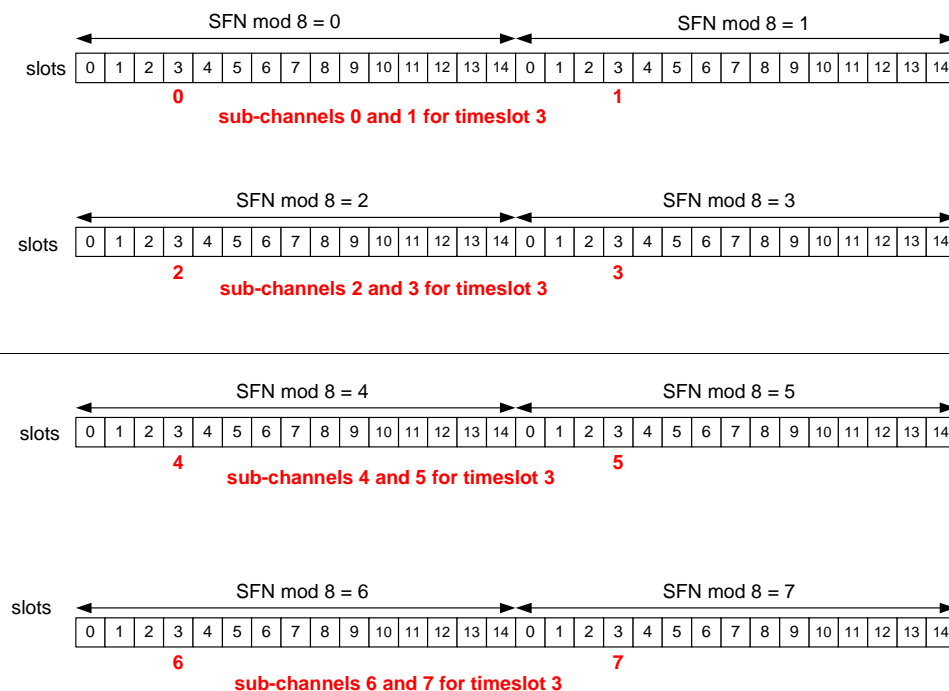 SFN mod 8 = 0 SFN mod 8 = 1
slots 0 1 2 3 4 5 6 7 8 9 10 11 12 13 14 0 1 2 3 4 5 6 7 8 9 10 11 12 13 14
0 1
sub-channels 0 and 1 for timeslot 3
SFN mod 8 = 2 SFN mod 8 = 3
slots 0 1 2 3 4 5 6 7 8 9 10 11 12 13 14 0 1 2 3 4 5 6 7 8 9 10 11 12 13 14
2 3
sub-channels 2 and 3 for timeslot 3
SFN mod 8 = 4 SFN mod 8 = 5
slots 0 1 2 3 4 5 6 7 8 9 10 11 12 13 14 0 1 2 3 4 5 6 7 8 9 10 11 12 13 14
4 5
sub-channels 4 and 5 for timeslot 3
SFN mod 8 = 6 SFN mod 8 = 7
slots
0 1 2 3 4 5 6 7 8 9 10 11 12 13 14 0 1 2 3 4 5 6 7 8 9 10 11 12 13 14
6 7
sub-channels 6 and 7 for timeslot 3